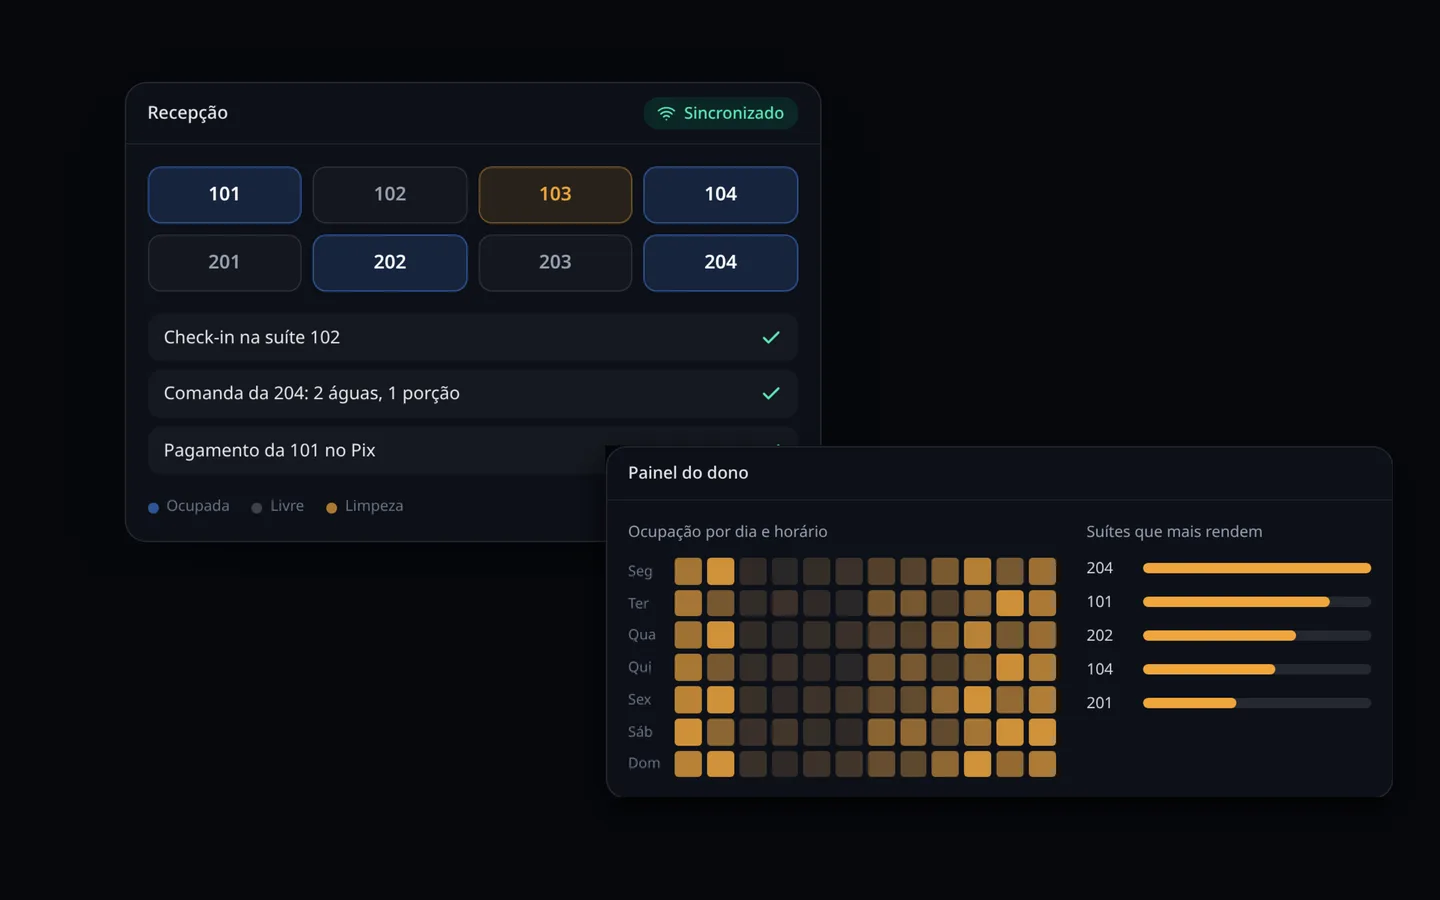 Recepção
Sincronizado
101 102 103 104
201 202 203 204
Check-in na suíte 102
Comanda da 204: 2 águas, 1 porção
Pagamento da 101 no Pix
Ocupada Livre Limpeza
Painel do dono
Ocupação por dia e horário
Seg
Ter
Qua
Qui
Sex
Sáb
Dom
Suítes que mais rendem
204
101
202
104
201